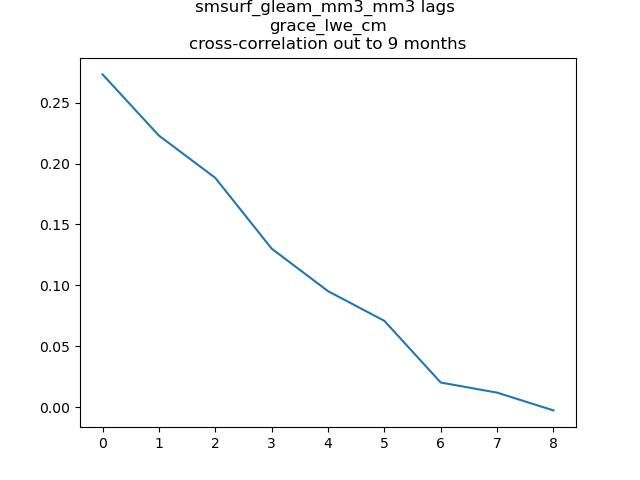 smsurf_gleam_mm3_mm3 lags
grace_lwe_cm
cross-correlation out to 9 months
0.25
0.20
0.15
0.10
0.05
0.00
0 1 2 3 4 5 6 7 8